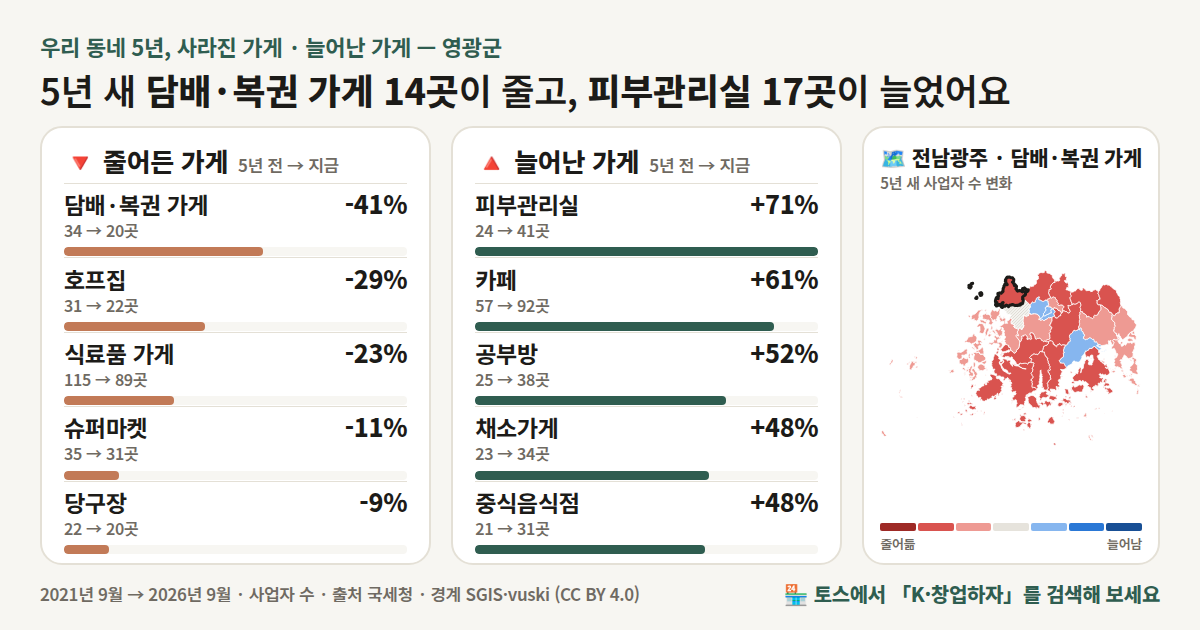 우리 동네 5년, 사라진 가게 · 늘어난 가게 — 영광군
5년 새 담배·복권 가게 14곳이 줄고, 피부관리실 17곳이 늘었어요
🔻 줄어든 가게 5년 전 → 지금
담배·복권 가게 -41%
34 → 20곳
호프집 -29%
31 → 22곳
식료품 가게 -23%
115 → 89곳
슈퍼마켓 -11%
35 → 31곳
당구장 -9%
22 → 20곳
🔺 늘어난 가게 5년 전 → 지금
피부관리실 +71%
24 → 41곳
카페 +61%
57 → 92곳
공부방 +52%
25 → 38곳
채소가게 +48%
23 → 34곳
중식음식점 +48%
21 → 31곳
🗺️ 전남광주 · 담배·복권 가게
5년 새 사업자 수 변화
줄어듦 늘어남
2021년 9월 → 2026년 9월 · 사업자 수 · 출처 국세청 · 경계 SGIS·vuski (CC BY 4.0)
🏪 토스에서 「K·창업하자」를 검색해 보세요